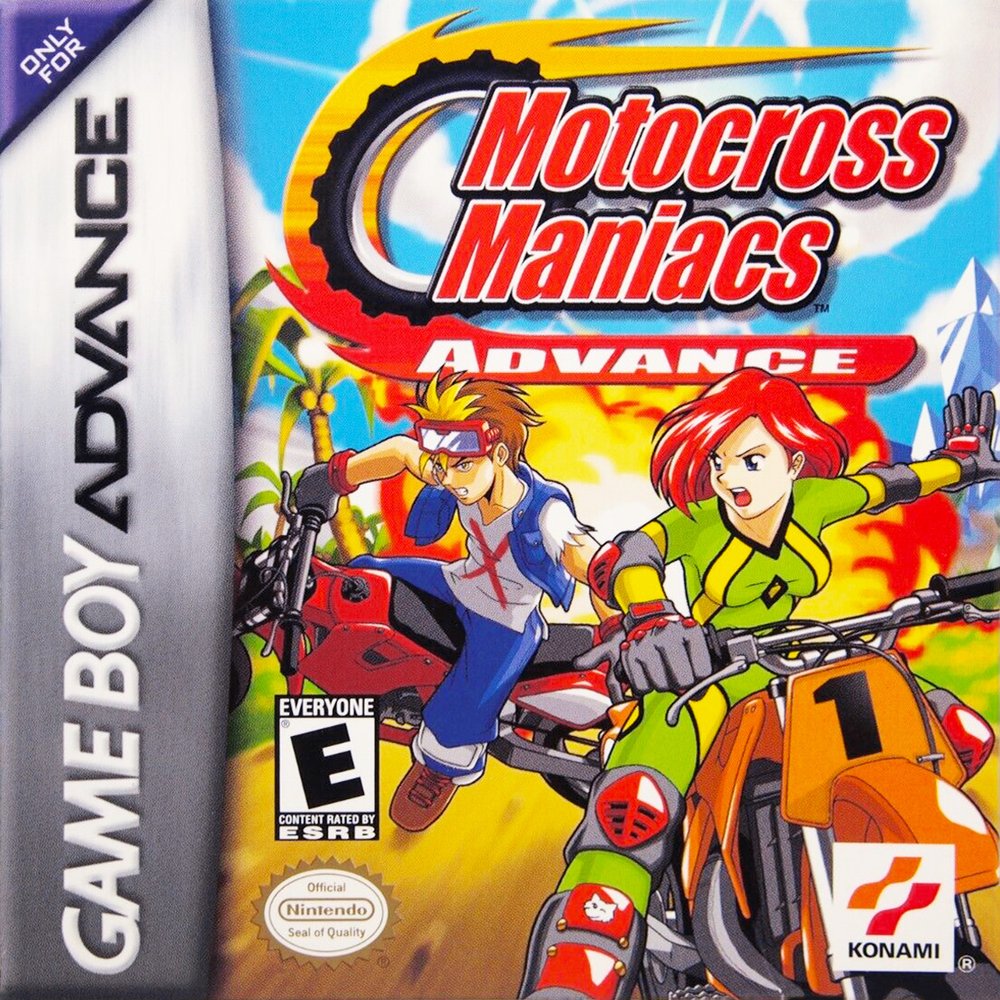 ONLY
FOR
GAME BOY ADVANCE
Motocross
Maniacs
™
ADVANCE
1
EVERYONE
®
E
CONTENT RATED BY
ESRB
Official
Nintendo
Seal of Quality
®
KONAMI
®